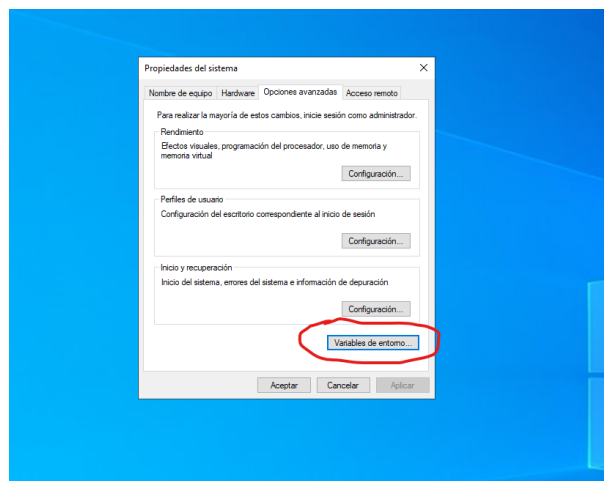 Propiedades del sistema
Nombre de equipo Hardware Opciones avanzadas Acceso remoto
Para realizar la mayoría de estos cambios, inicie sesión como administrador.
Rendimiento
Efectos visuales, programación del procesador, uso de memoria y
memoria virtual
Configuración...
Perfiles de usuario
Configuración del escritorio correspondiente al inicio de sesión
Configuración...
Inicio y recuperación
Inicio del sistema, errores del sistema e información de depuración
Configuración...
Variables de entorno...
Aceptar Cancelar Aplicar